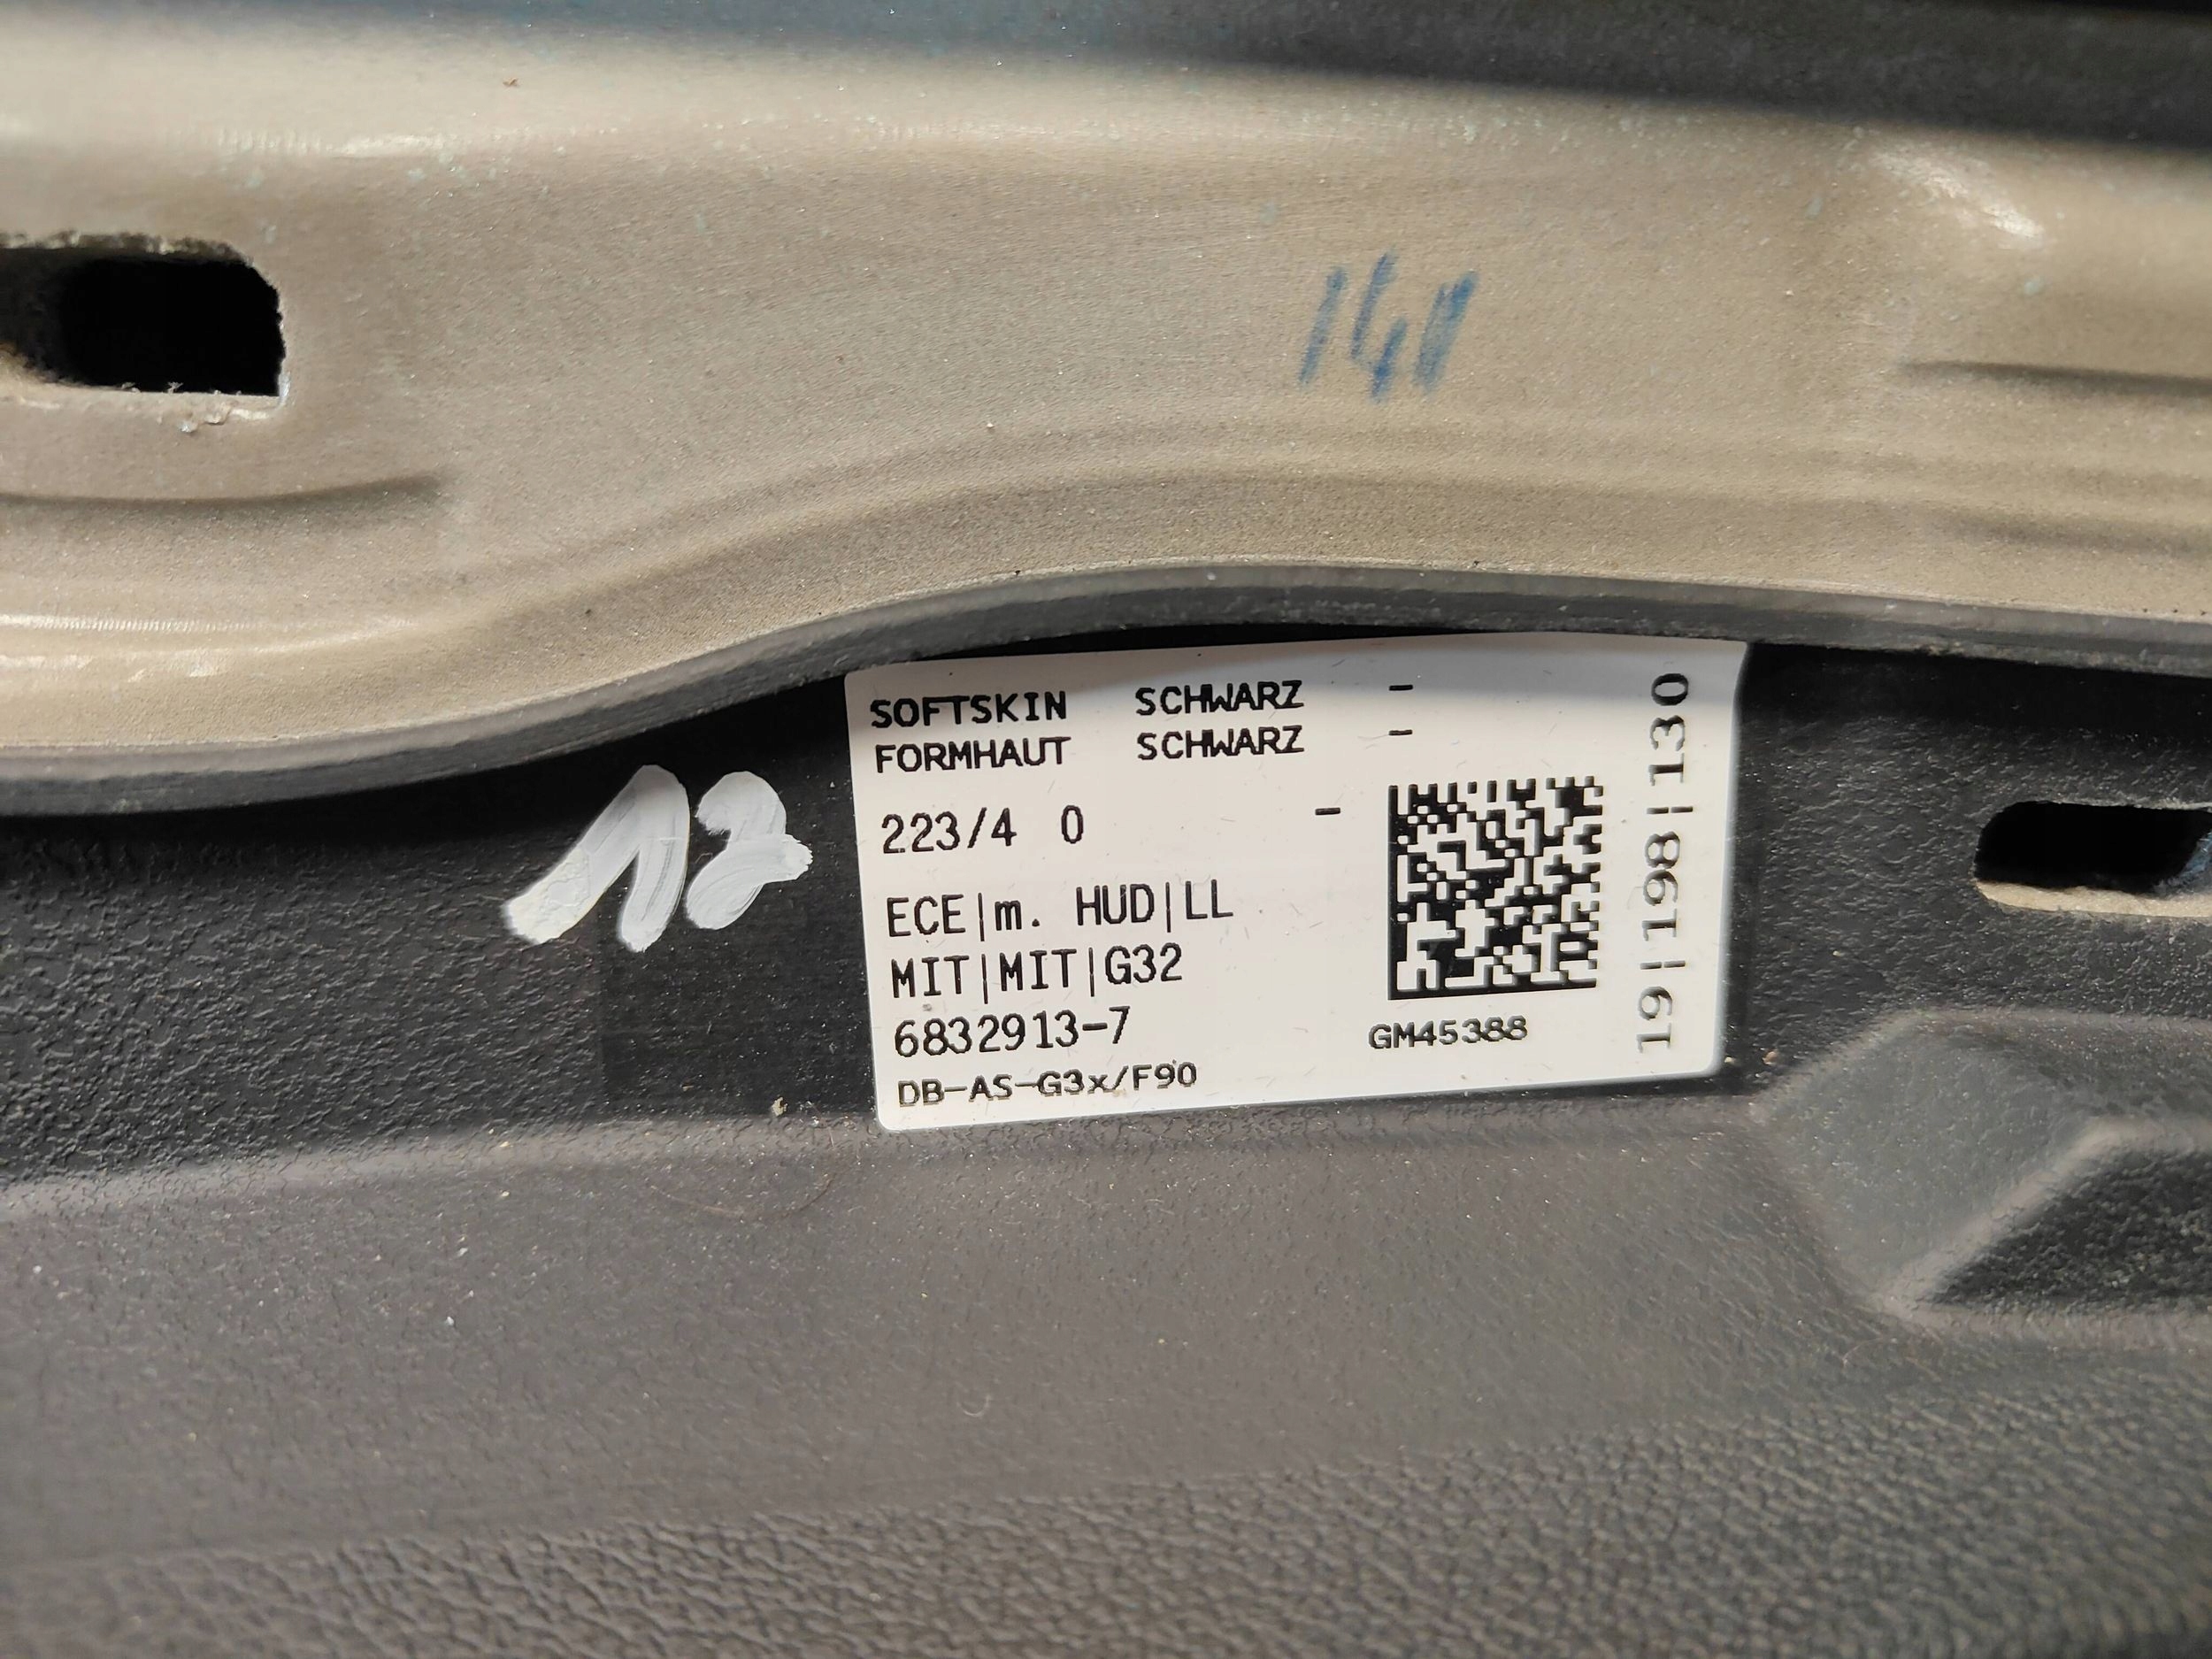 SOFTSKIN SCHWARZ -
FORMHAUT SCHWARZ -
223/4 0 -
ECE|m. HUD|LL
MIT|MIT|G32
6832913-7
DB-AS-G3x/F90
GM45388
19|198|130